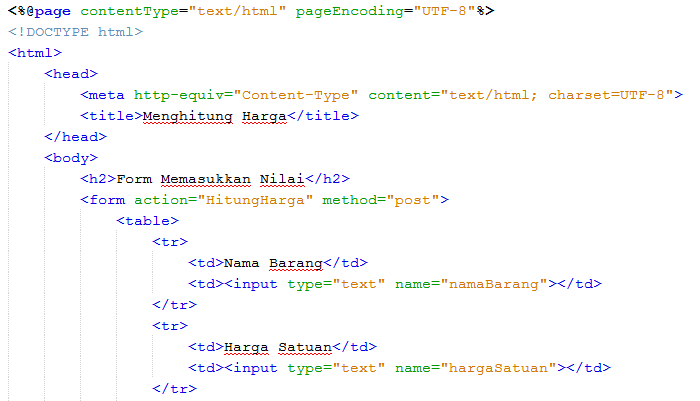 <%@page contentType="text/html" pageEncoding="UTF-8"%>
<!DOCTYPE html>
<html>
    <head>
        <meta http-equiv="Content-Type" content="text/html; charset=UTF-8">
        <title>Menghitung Harga</title>
    </head>
    <body>
        <h2>Form Memasukkan Nilai</h2>
        <form action="HitungHarga" method="post">
            <table>
                <tr>
                    <td>Nama Barang</td>
                    <td><input type="text" name="namaBarang"></td>
                </tr>
                <tr>
                    <td>Harga Satuan</td>
                    <td><input type="text" name="hargaSatuan"></td>
                </tr>